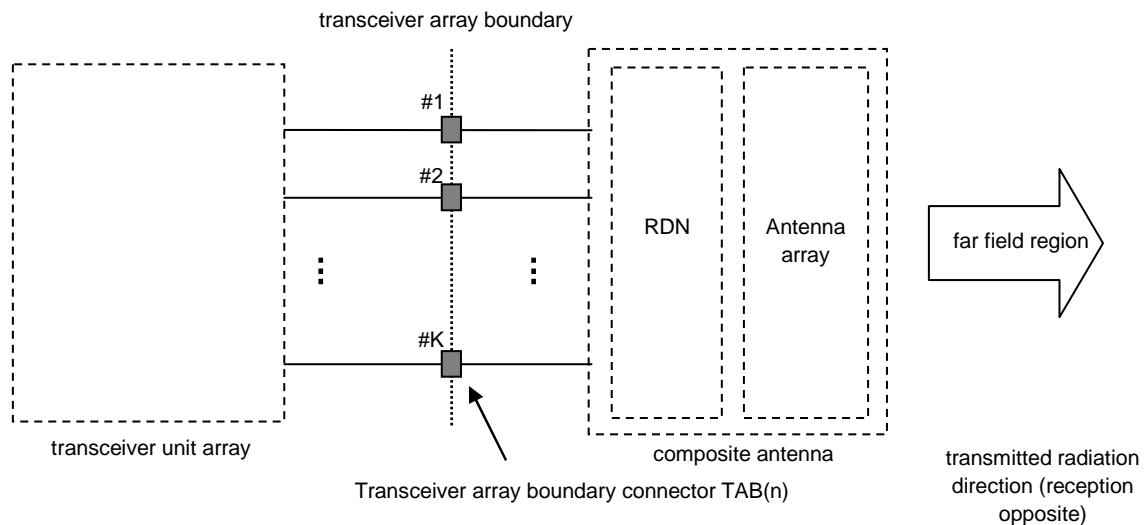 transceiver array boundary
#1
#2
RDN
Antenna
array
far field region
#K
transceiver unit array
composite antenna
Transceiver array boundary connector TAB(n)
transmitted radiation
direction (reception
opposite)